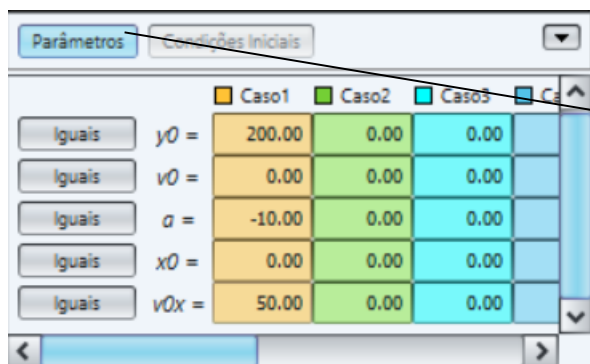 Parâmetros Condições Iniciais
Caso1 Caso2 Caso3 Ca
Iguais y0 = 200.00 0.00 0.00
Iguais v0 = 0.00 0.00 0.00
Iguais a = -10.00 0.00 0.00
Iguais x0 = 0.00 0.00 0.00
Iguais v0x = 50.00 0.00 0.00